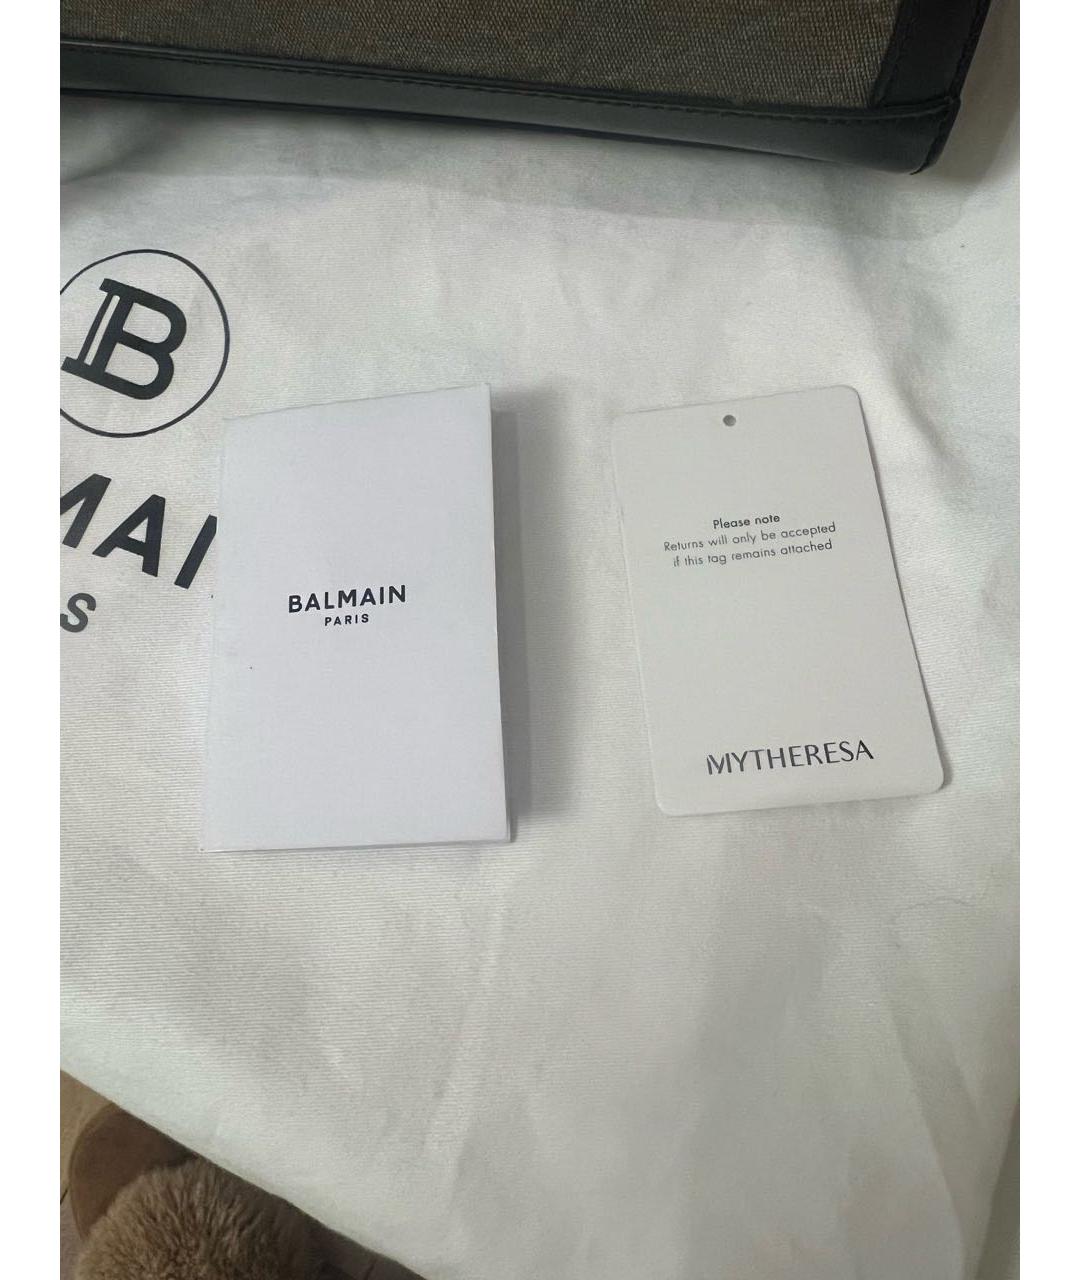 B
MAI
S
BALMAIN
PARIS
Please note
Returns will only be accepted
if this tag remains attached
MYTHERESA